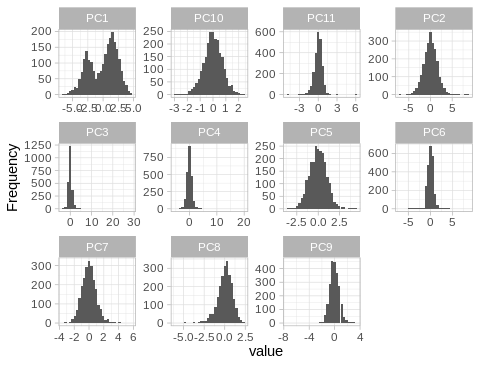 PC1 PC10 PC11 PC2
200 150 100 50 0 250 200 150 100 50 0 600 400 200 0 300 200 100 0
-5.0 -2.5 0.0 2.5 5.0 -3 -2 -1 0 1 2 -3 0 3 6 -5 0 5
PC3 PC4 PC5 PC6
Frequency
1250 1000 750 500 250 0 750 500 250 0 250 200 150 100 50 0 600 400 200 0
0 10 20 30 0 10 20 -2.5 0.0 2.5 -5 0 5
PC7 PC8 PC9
300 200 100 0 300 200 100 0 400 300 200 100 0
-4 -2 0 2 4 6 -5.0 -2.5 0.0 2.5 -8 -4 0 4
value